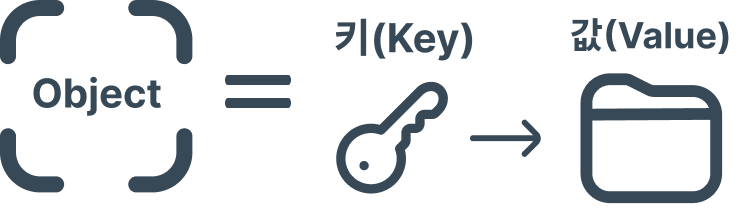 Object
키(Key)
값(Value)